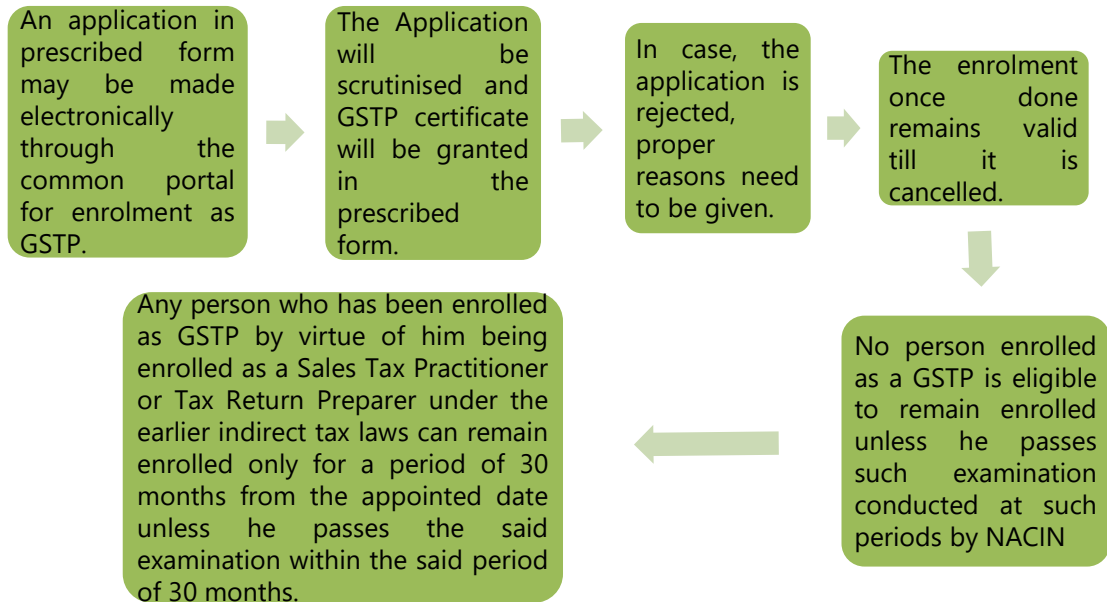 An application in
prescribed form
may be made
electronically
through the
common portal
for enrolment as
GSTP.
The Application
will be
scrutinised and
GSTP certificate
will be granted
in the
prescribed
form.
In case, the
application is
rejected,
proper
reasons need
to be given.
The enrolment
once done
remains valid
till it is
cancelled.
No person enrolled
as a GSTP is eligible
to remain enrolled
unless he passes
such examination
conducted at such
periods by NACIN
Any person who has been enrolled
as GSTP by virtue of him being
enrolled as a Sales Tax Practitioner
or Tax Return Preparer under the
earlier indirect tax laws can remain
enrolled only for a period of 30
months from the appointed date
unless he passes the said
examination within the said period
of 30 months.